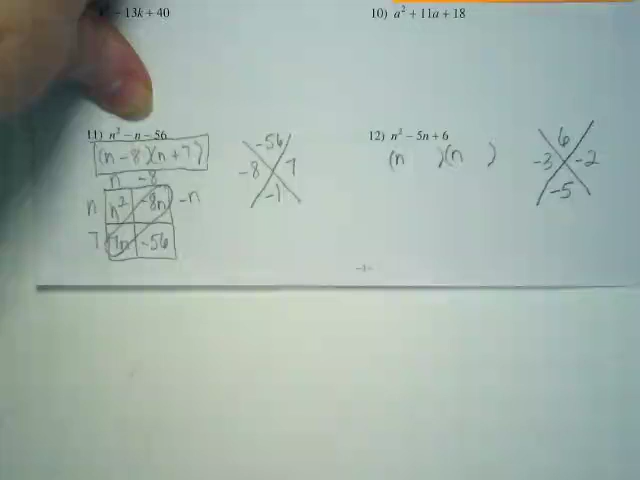 − 13k + 40
10) a² + 11a + 18
11) n² − n − 56
(n − 8)(n + 7)
-56
-8 7
-1
n -8
n n² -8n -n
7 7n -56
12) n² − 5n + 6
(n )(n )
6
-3 -2
-5
-1-